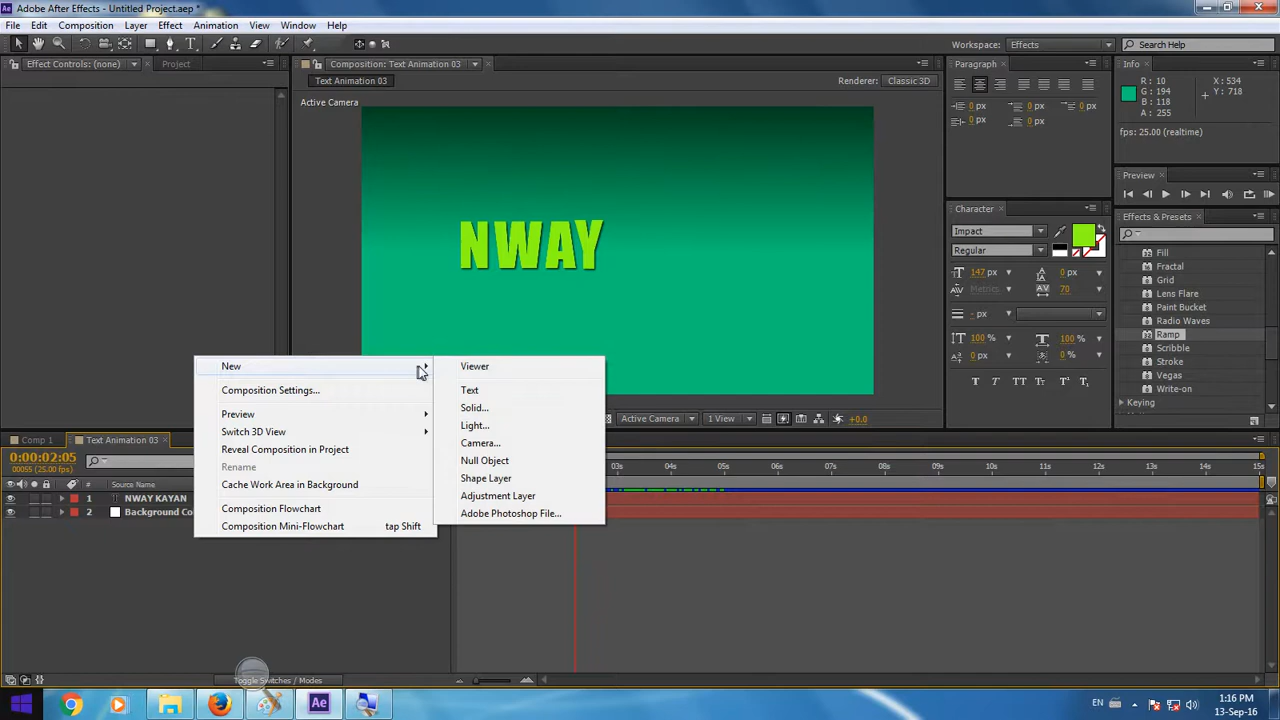 Adobe After Effects - Untitled Project.aep *
File Edit Composition Layer Effect Animation View Window Help
Workspace: Effects Search Help
Effect Controls: (none) Project
Composition: Text Animation 03
Text Animation 03
Renderer: Classic 3D
Active Camera
NWAY
Active Camera 1 View +0.0
Paragraph
0 px 0 px 0 px
0 px 0 px
Info
R: 10 X: 534
G: 194 Y: 718
B: 118
A: 255
fps: 25.00 (realtime)
Preview
Character
Impact
Regular
147 px 0 px
Metrics 70
- px
100 % 100 %
0 px 0 %
Effects & Presets
Fill
Fractal
Grid
Lens Flare
Paint Bucket
Radio Waves
Ramp
Scribble
Stroke
Vegas
Write-on
Keying
New
Composition Settings...
Preview
Switch 3D View
Reveal Composition in Project
Rename
Cache Work Area in Background
Composition Flowchart
Composition Mini-Flowchart tap Shift
Viewer
Text
Solid...
Light...
Camera...
Null Object
Shape Layer
Adjustment Layer
Adobe Photoshop File...
Comp 1 Text Animation 03
0:00:02:05
00055 (25.00 fps)
# Source Name
1 T NWAY KAYAN
2 Background Co
03s 04s 05s 06s 07s 08s 09s 10s 11s 12s 13s 14s 15s
Toggle Switches / Modes
Ae
EN
1:16 PM
13-Sep-16